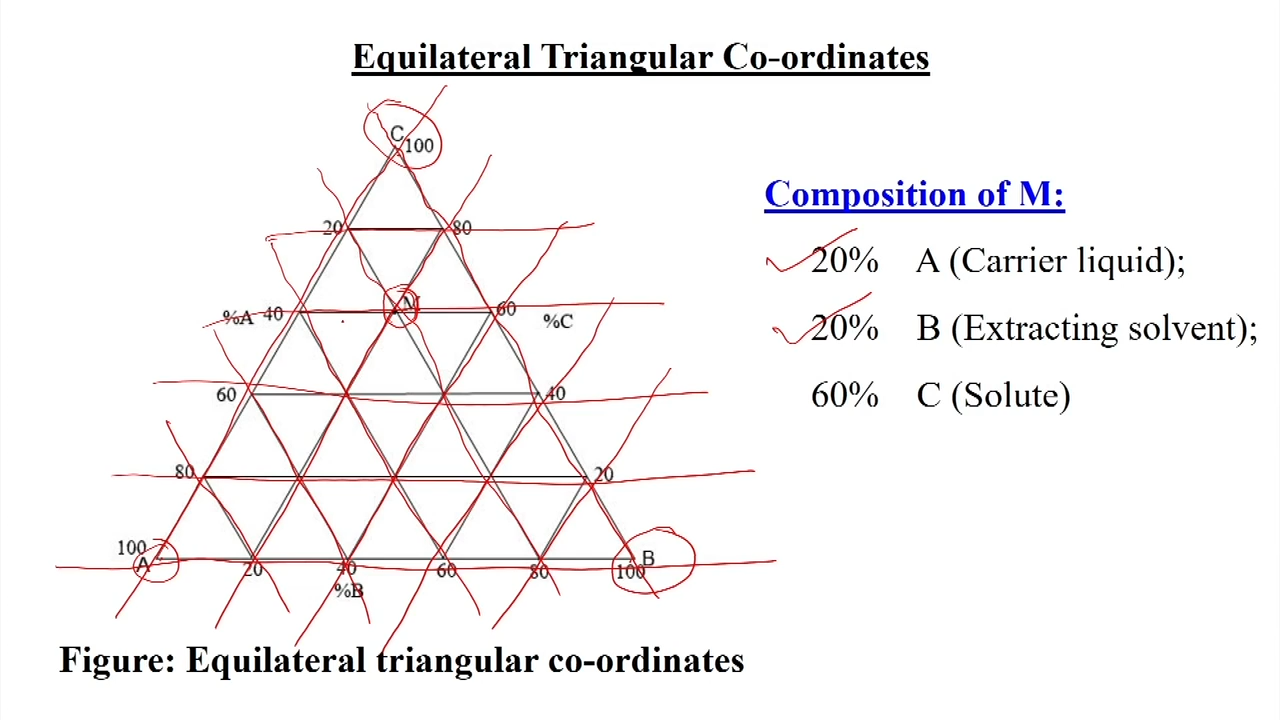 Equilateral Triangular Co-ordinates
C
100
20
80
Composition of M:
20% A (Carrier liquid);
M
%A 40
60
%C
20% B (Extracting solvent);
60
40
60% C (Solute)
80
20
100
A
B
20
40
60
80
100
%B
Figure: Equilateral triangular co-ordinates